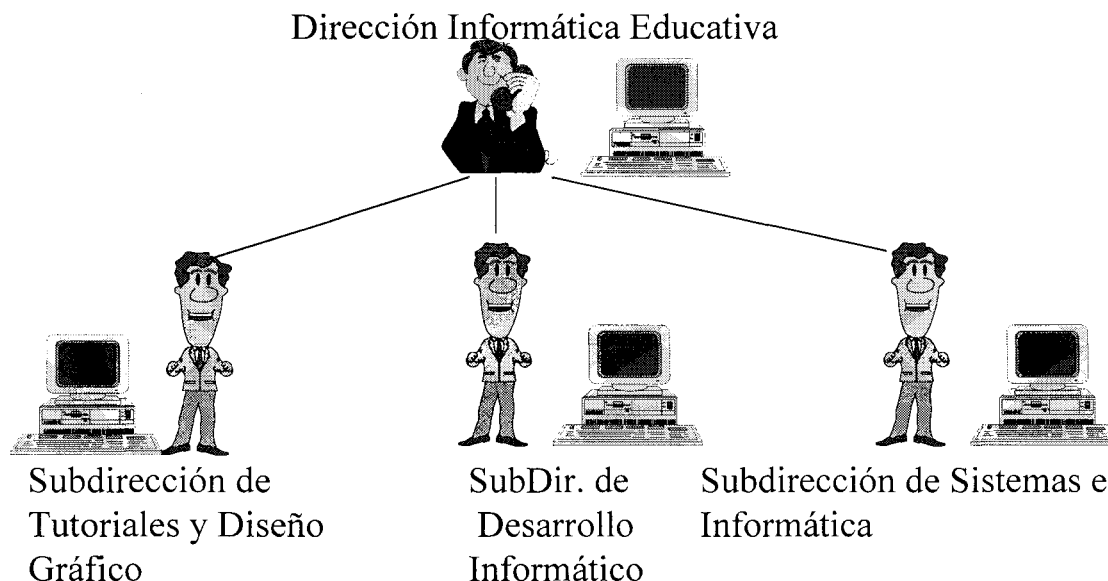 Dirección Informática Educativa
Subdirección de
Tutoriales y Diseño
Gráfico
SubDir. de
Desarrollo
Informático
Subdirección de Sistemas e
Informática